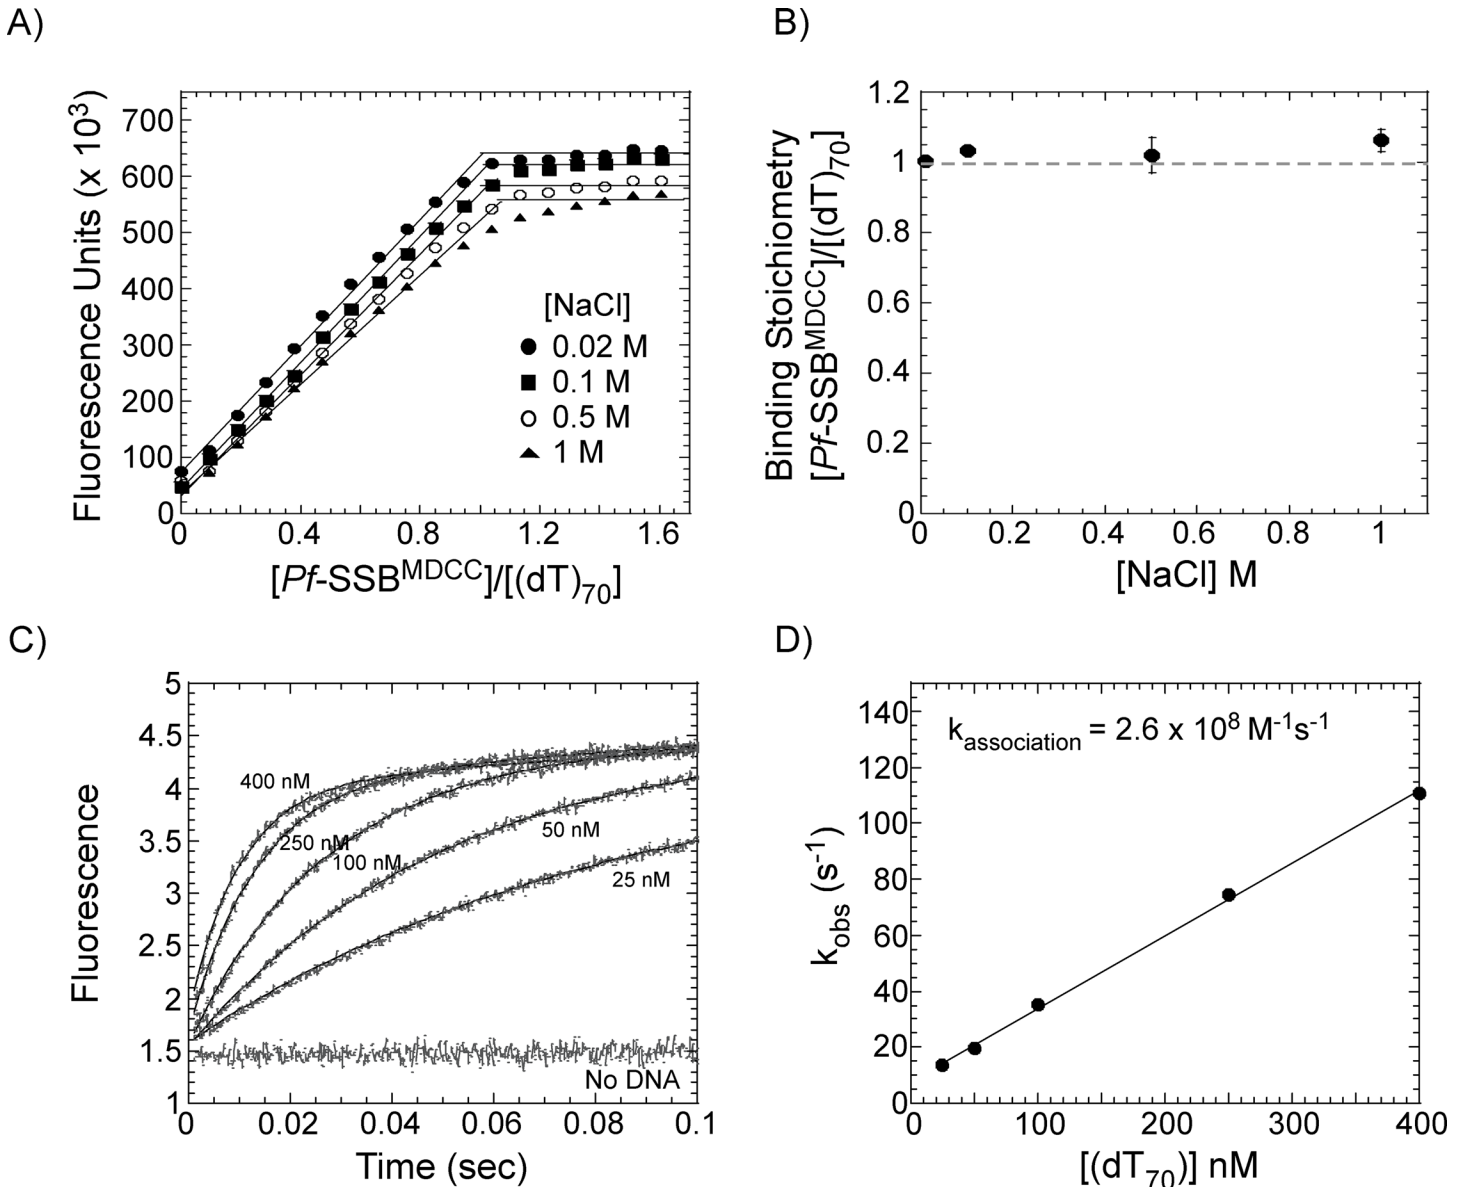 A)
Fluorescence Units (x 10³)
700
600
500
400
300
200
100
0
0
0.4
0.8
1.2
1.6
[Pf-SSB^MDCC]/[(dT)₇₀]
[NaCl]
0.02 M
0.1 M
0.5 M
1 M
B)
Binding Stoichiometry
[Pf-SSB^MDCC]/[(dT)₇₀]
1.2
1
0.8
0.6
0.4
0.2
0
0
0.2
0.4
0.6
0.8
1
[NaCl] M
C)
Fluorescence
5
4.5
4
3.5
3
2.5
2
1.5
1
400 nM
250 nM
100 nM
50 nM
25 nM
No DNA
0
0.02
0.04
0.06
0.08
0.1
Time (sec)
D)
k_obs (s⁻¹)
140
120
100
80
60
40
20
0
k_association = 2.6 x 10⁸ M⁻¹s⁻¹
0
100
200
300
400
[(dT₇₀)] nM